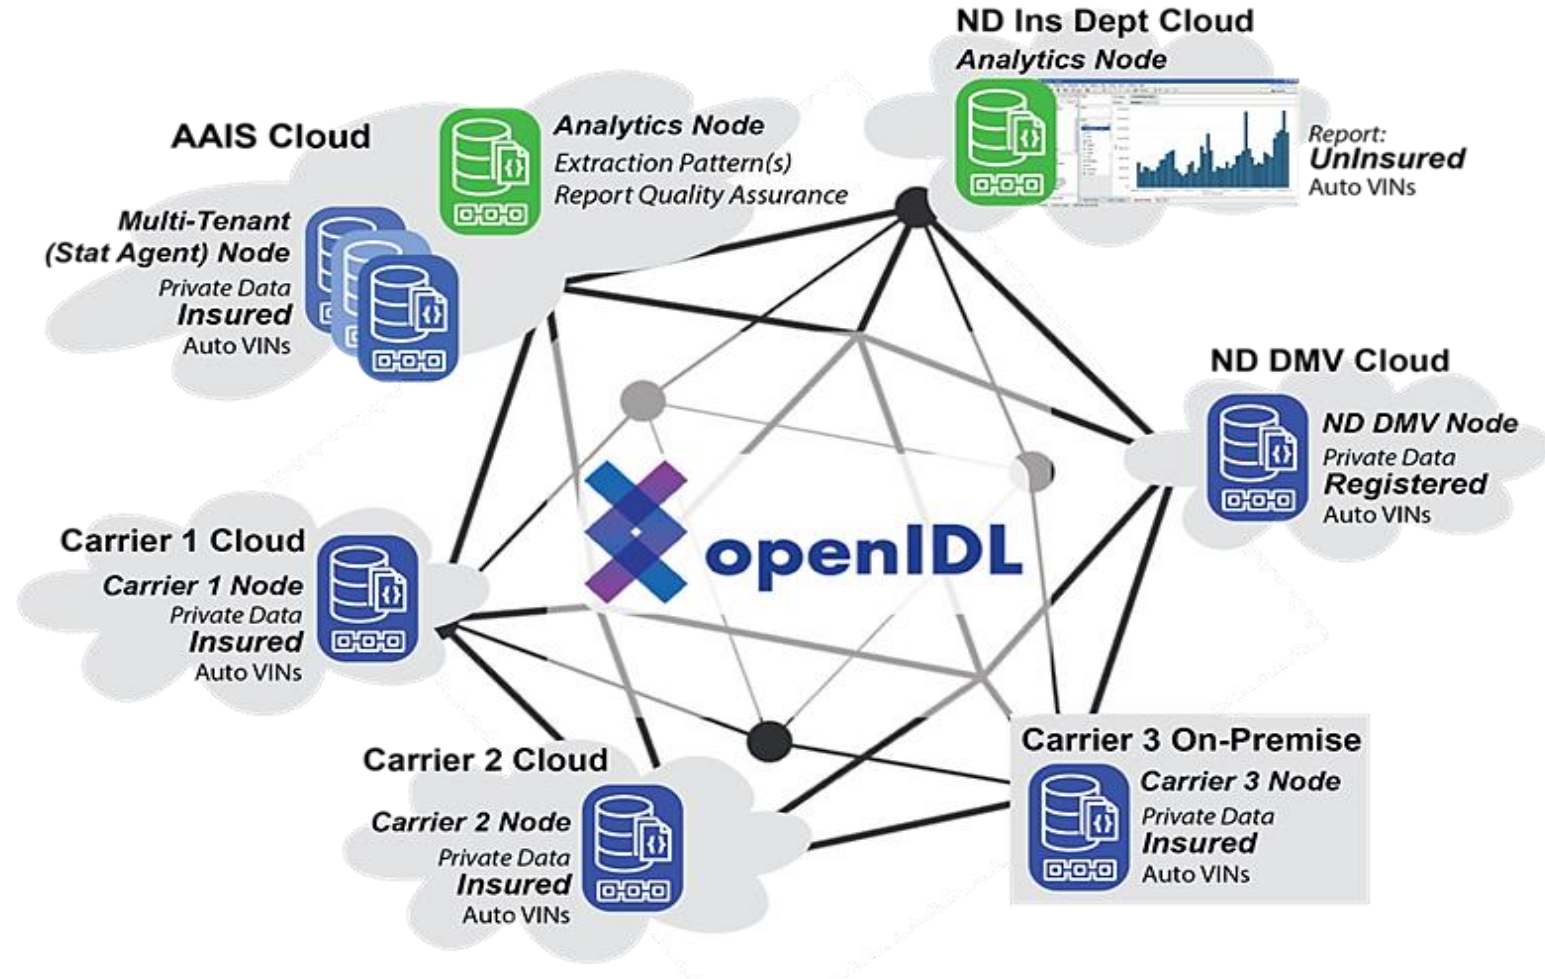 ND Ins Dept Cloud
Analytics Node
Report:
UnInsured
Auto VINs
AAIS Cloud
Analytics Node
Extraction Pattern(s)
Report Quality Assurance
Multi-Tenant
(Stat Agent) Node
Private Data
Insured
Auto VINs
ND DMV Cloud
ND DMV Node
Private Data
Registered
Auto VINs
openIDL
Carrier 1 Cloud
Carrier 1 Node
Private Data
Insured
Auto VINs
Carrier 2 Cloud
Carrier 2 Node
Private Data
Insured
Auto VINs
Carrier 3 On-Premise
Carrier 3 Node
Private Data
Insured
Auto VINs